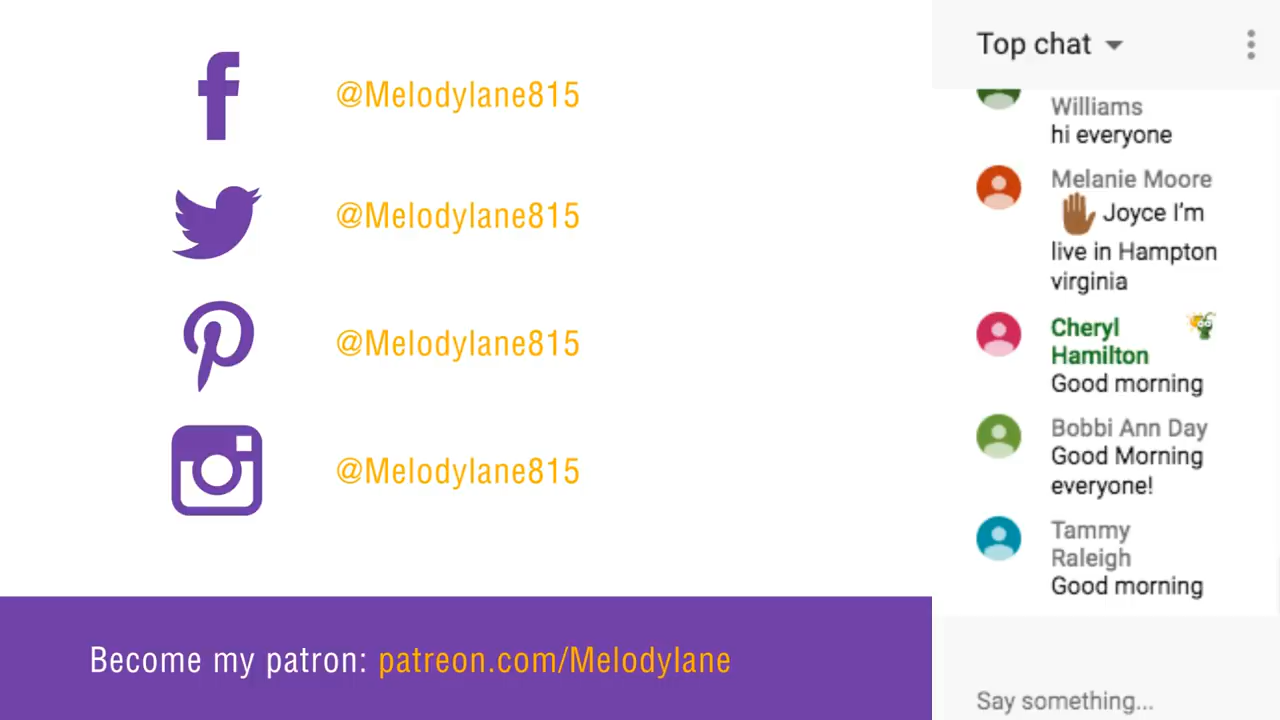 @Melodylane815
@Melodylane815
@Melodylane815
@Melodylane815
Become my patron: patreon.com/Melodylane
Top chat
Williams
hi everyone
Melanie Moore
Joyce I'm
live in Hampton
virginia
Cheryl
Hamilton
Good morning
Bobbi Ann Day
Good Morning
everyone!
Tammy
Raleigh
Good morning
Say something...